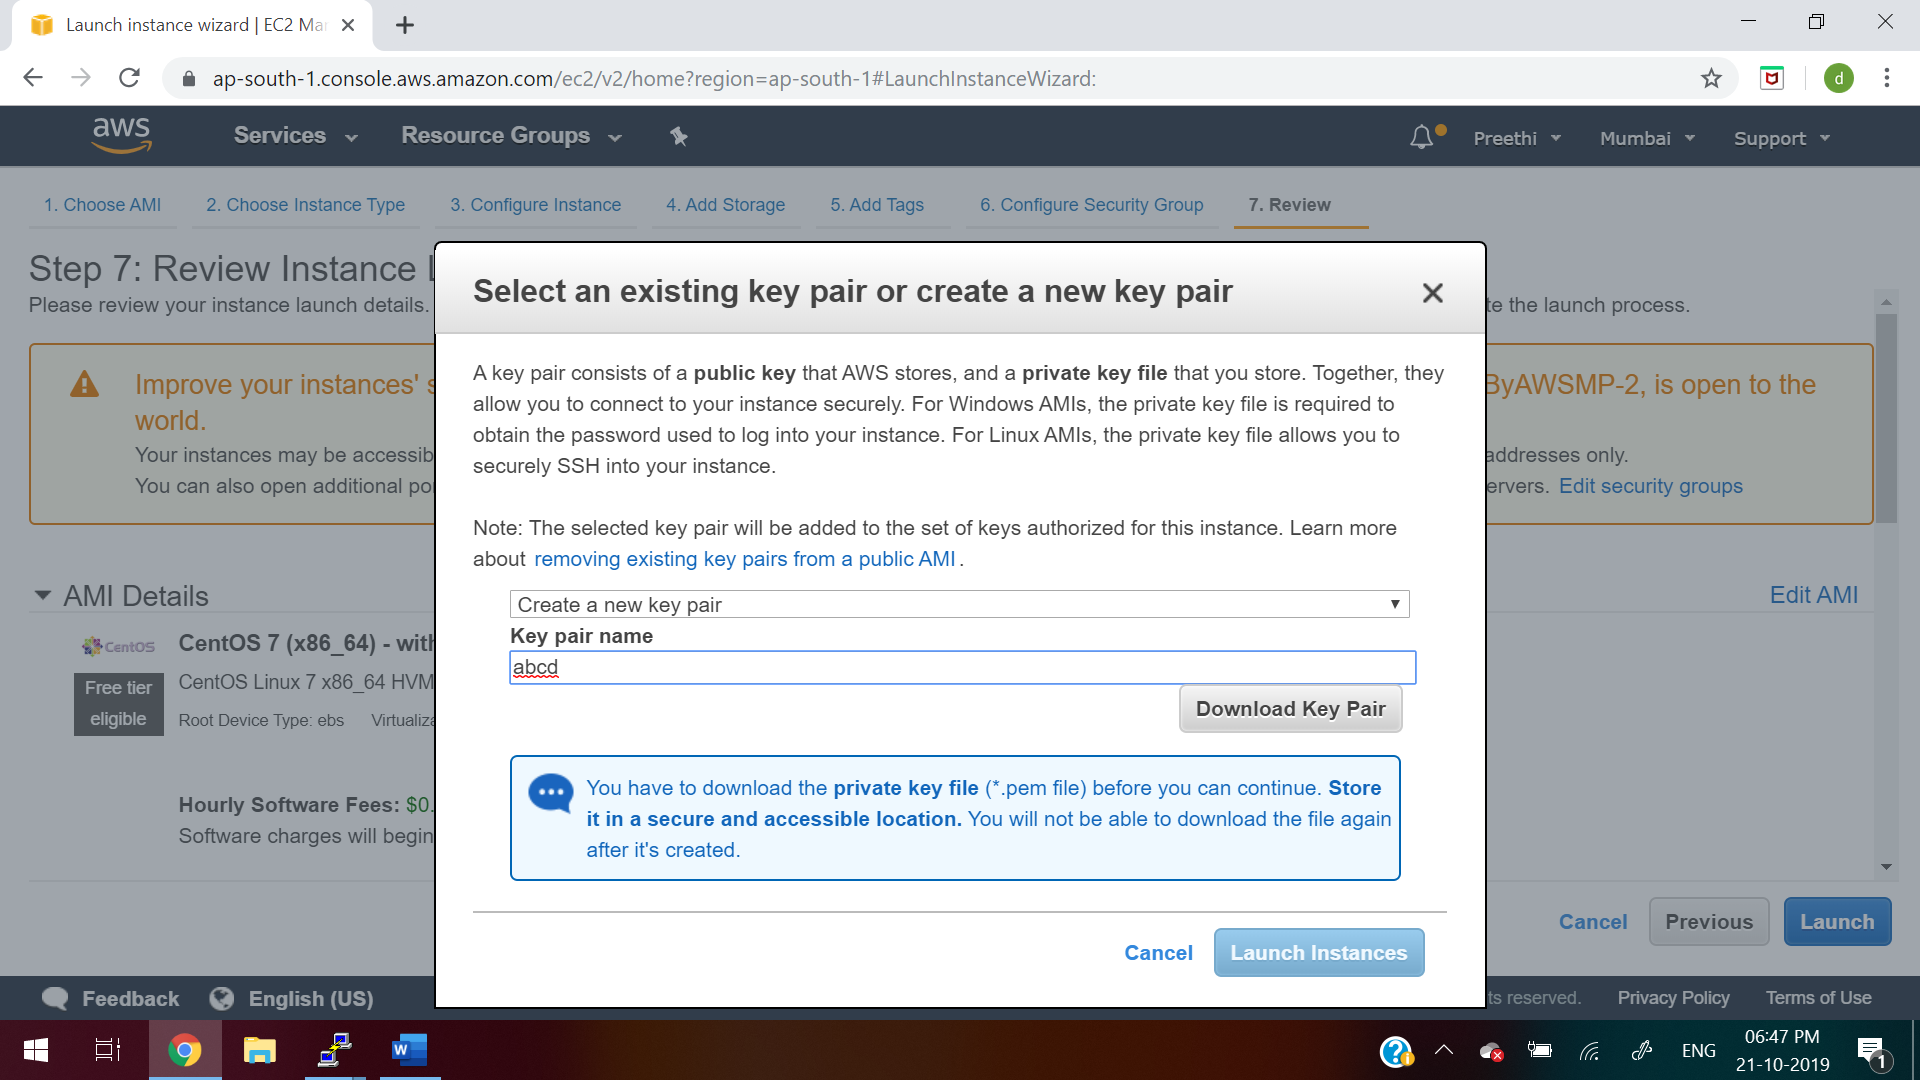 Launch instance wizard | EC2 Ma
ap-south-1.console.aws.amazon.com/ec2/v2/home?region=ap-south-1#LaunchInstanceWizard:
d
aws
Services
Resource Groups
Preethi
Mumbai
Support
1. Choose AMI
2. Choose Instance Type
3. Configure Instance
4. Add Storage
5. Add Tags
6. Configure Security Group
7. Review
Step 7: Review Instance L
Please review your instance launch details.
te the launch process.
Improve your instances' s
ByAWSMP-2, is open to the
world.
Your instances may be accessib
addresses only.
You can also open additional po
ervers. Edit security groups
AMI Details
Edit AMI
CentOS
CentOS 7 (x86_64) - with
Free tier
eligible
CentOS Linux 7 x86_64 HVM
Root Device Type: ebs
Virtualiza
Hourly Software Fees: $0.
Software charges will begin
Select an existing key pair or create a new key pair
A key pair consists of a public key that AWS stores, and a private key file that you store. Together, they
allow you to connect to your instance securely. For Windows AMIs, the private key file is required to
obtain the password used to log into your instance. For Linux AMIs, the private key file allows you to
securely SSH into your instance.
Note: The selected key pair will be added to the set of keys authorized for this instance. Learn more
about removing existing key pairs from a public AMI .
Create a new key pair
Key pair name
abcd
Download Key Pair
You have to download the private key file (*.pem file) before you can continue. Store
it in a secure and accessible location. You will not be able to download the file again
after it's created.
Cancel
Launch Instances
Cancel
Previous
Launch
Feedback
English (US)
ts reserved.
Privacy Policy
Terms of Use
W
ENG
06:47 PM
21-10-2019
1